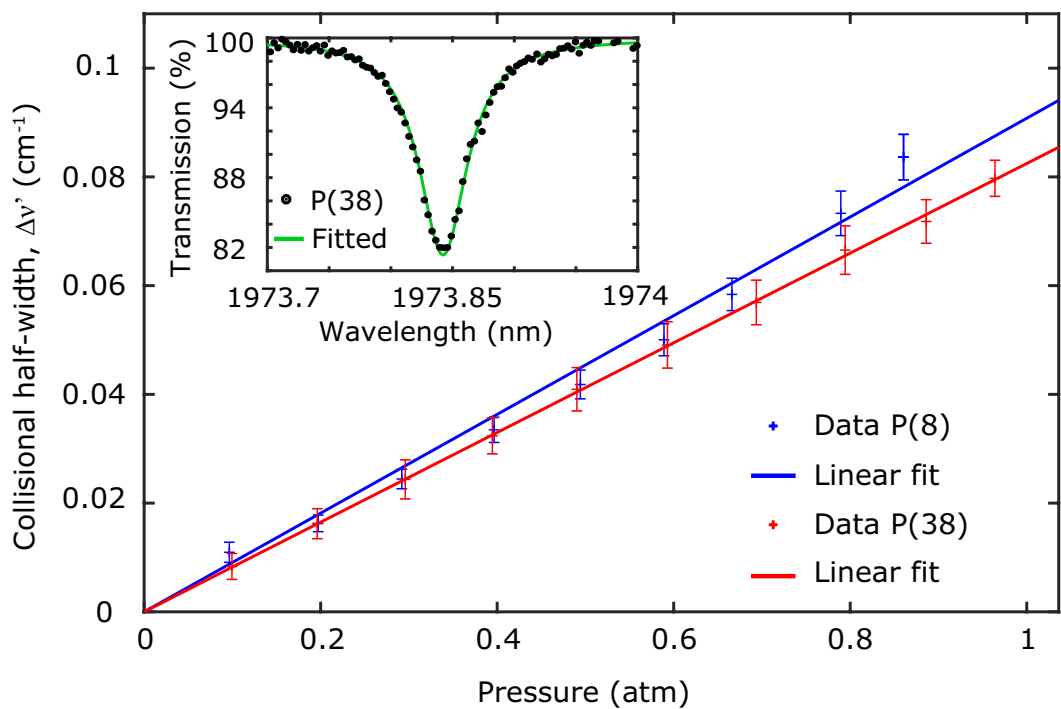 0.1
0.08
0.06
0.04
0.02
0
Collisional half-width, Δν' (cm⁻¹)
100
94
88
82
Transmission (%)
P(38)
Fitted
1973.7 1973.85 1974
Wavelength (nm)
Data P(8)
Linear fit
Data P(38)
Linear fit
0 0.2 0.4 0.6 0.8 1
Pressure (atm)